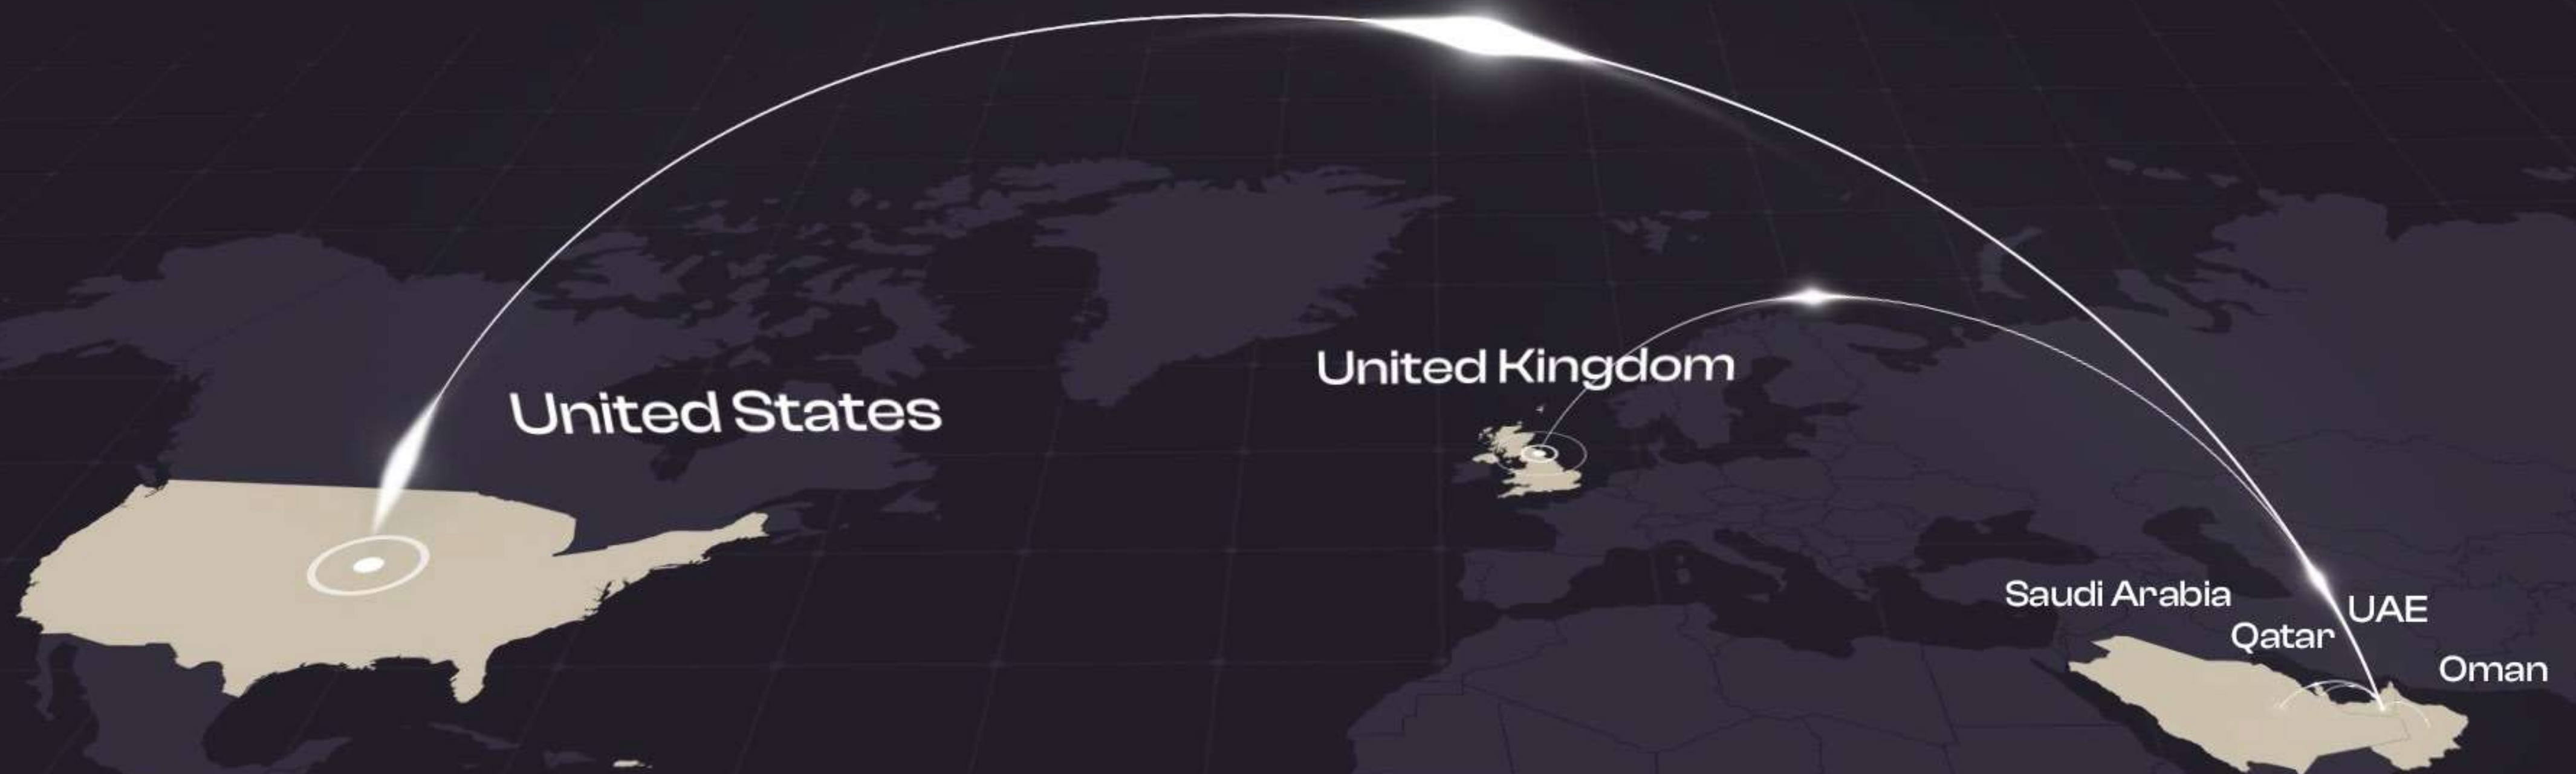 United Kingdom
United States
Saudi Arabia
UAE
Qatar
Oman